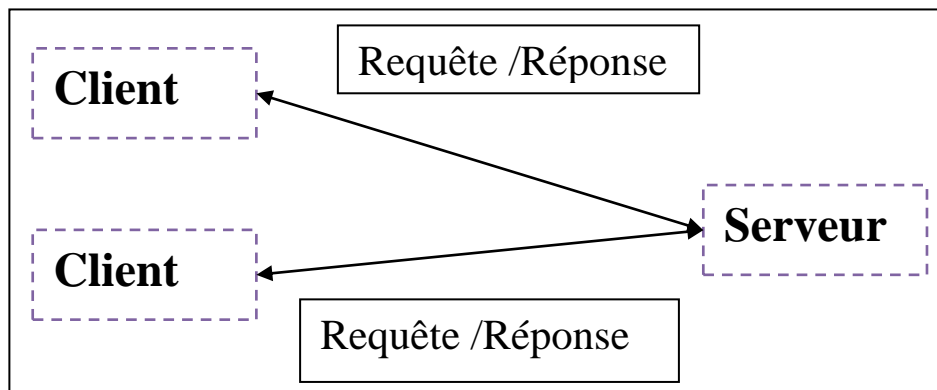 Requête /Réponse
Client
Serveur
Client
Requête /Réponse